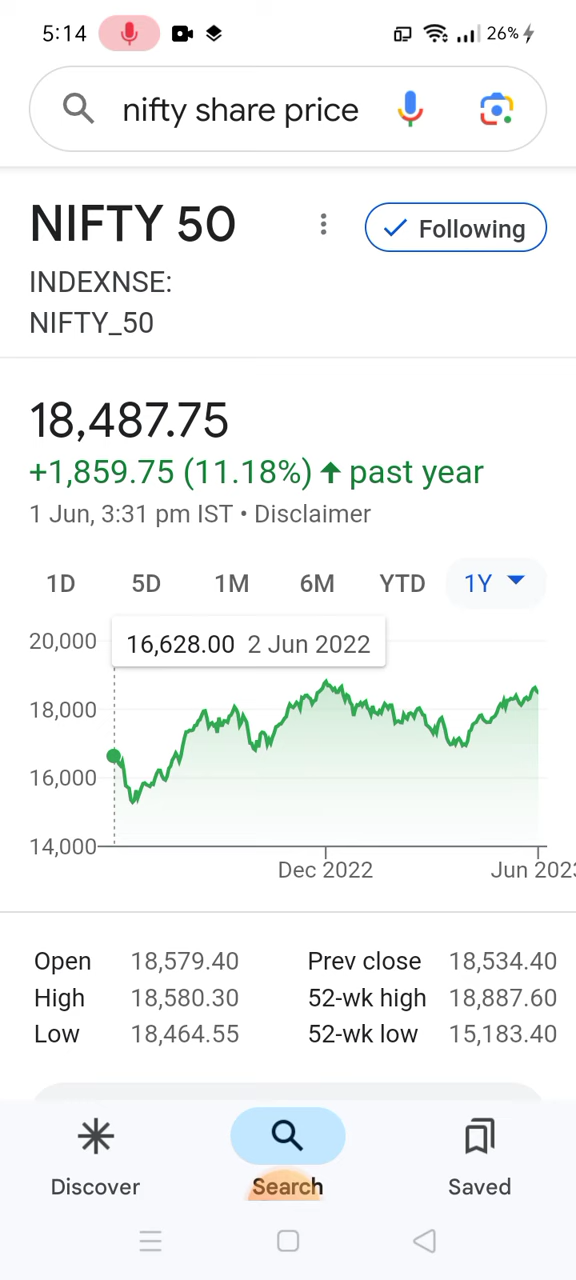 5:14 26%
nifty share price
NIFTY 50 Following
INDEXNSE:
NIFTY_50
18,487.75
+1,859.75 (11.18%) ↑ past year
1 Jun, 3:31 pm IST • Disclaimer
1D 5D 1M 6M YTD 1Y
20,000
16,628.00 2 Jun 2022
18,000
16,000
14,000
Dec 2022 Jun 2023
Open 18,579.40 Prev close 18,534.40
High 18,580.30 52-wk high 18,887.60
Low 18,464.55 52-wk low 15,183.40
Discover Search Saved